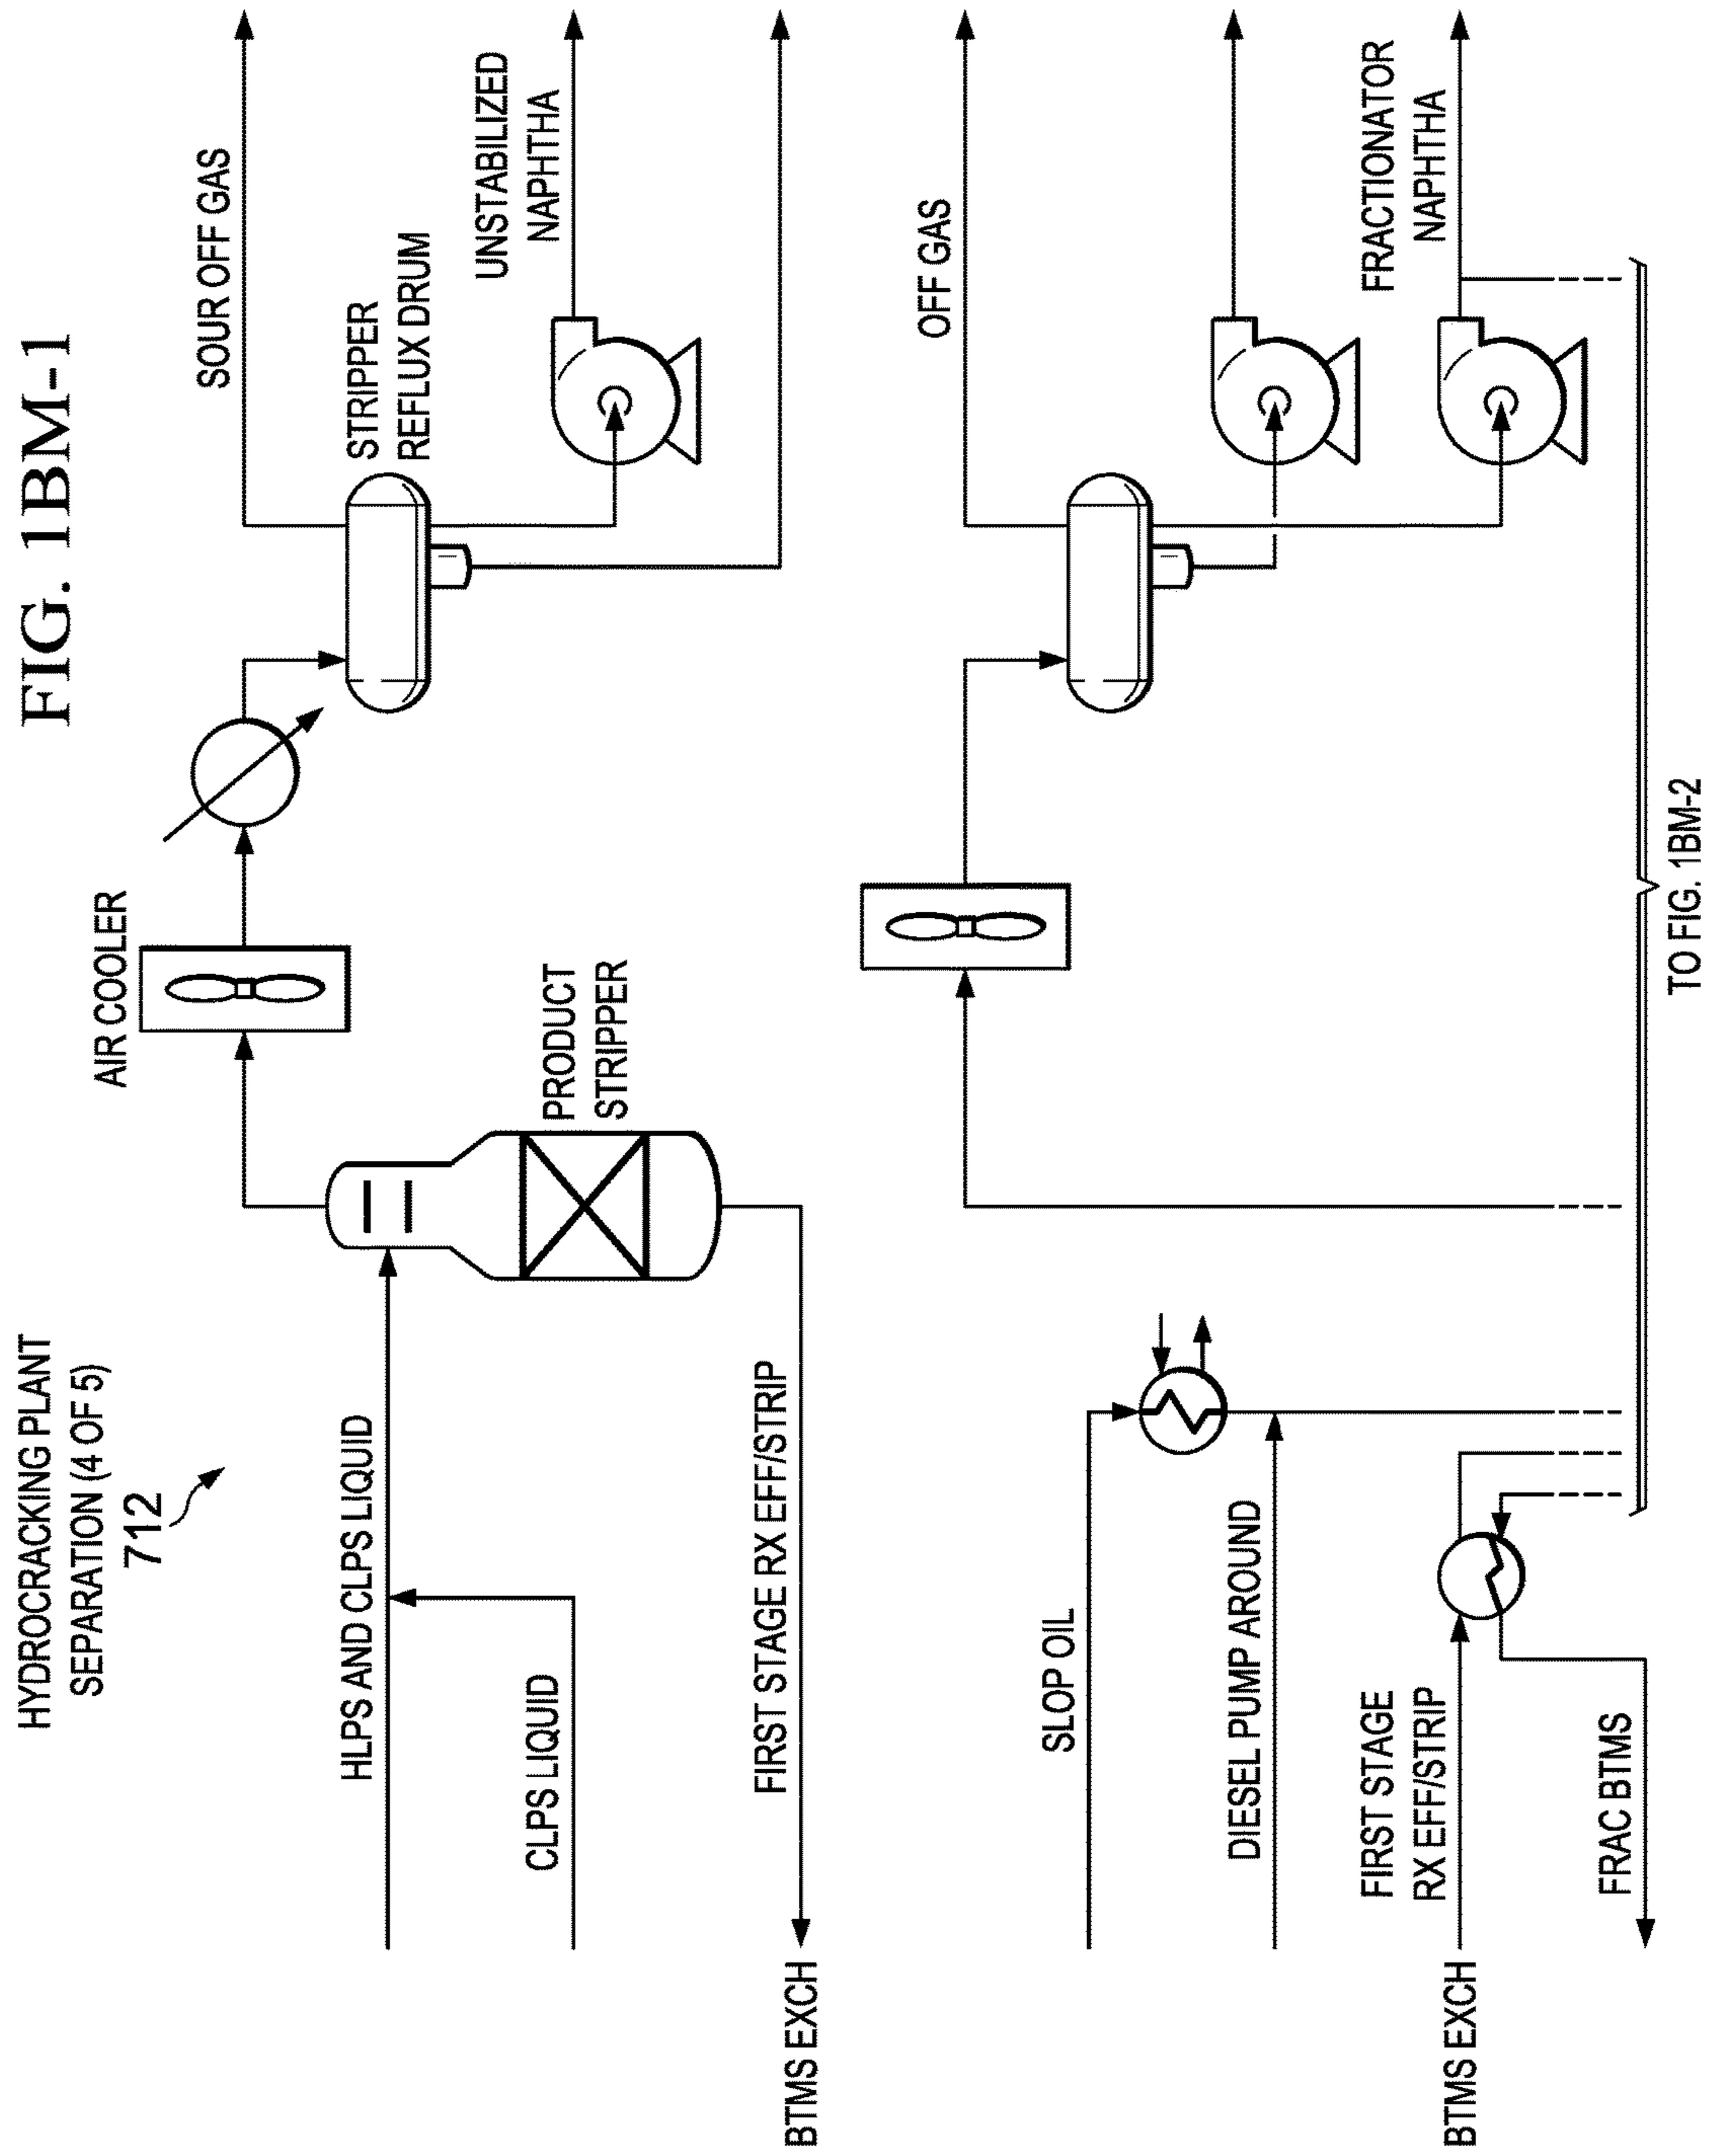 HYDROCRACKING PLANT
SEPARATION (4 OF 5)
712
FIG. 1BM-1
AIR COOLER
SOUR OFF GAS
STRIPPER
REFLUX DRUM
HLPS AND CLPS LIQUID
CLPS LIQUID
PRODUCT
STRIPPER
UNSTABILIZED
NAPHTHA
FIRST STAGE RX EFF/STRIP
BTMS EXCH
OFF GAS
SLOP OIL
DIESEL PUMP AROUND
FIRST STAGE
RX EFF/STRIP
BTMS EXCH
FRACTIONATOR
NAPHTHA
FRAC BTMS
TO FIG. 1BM-2